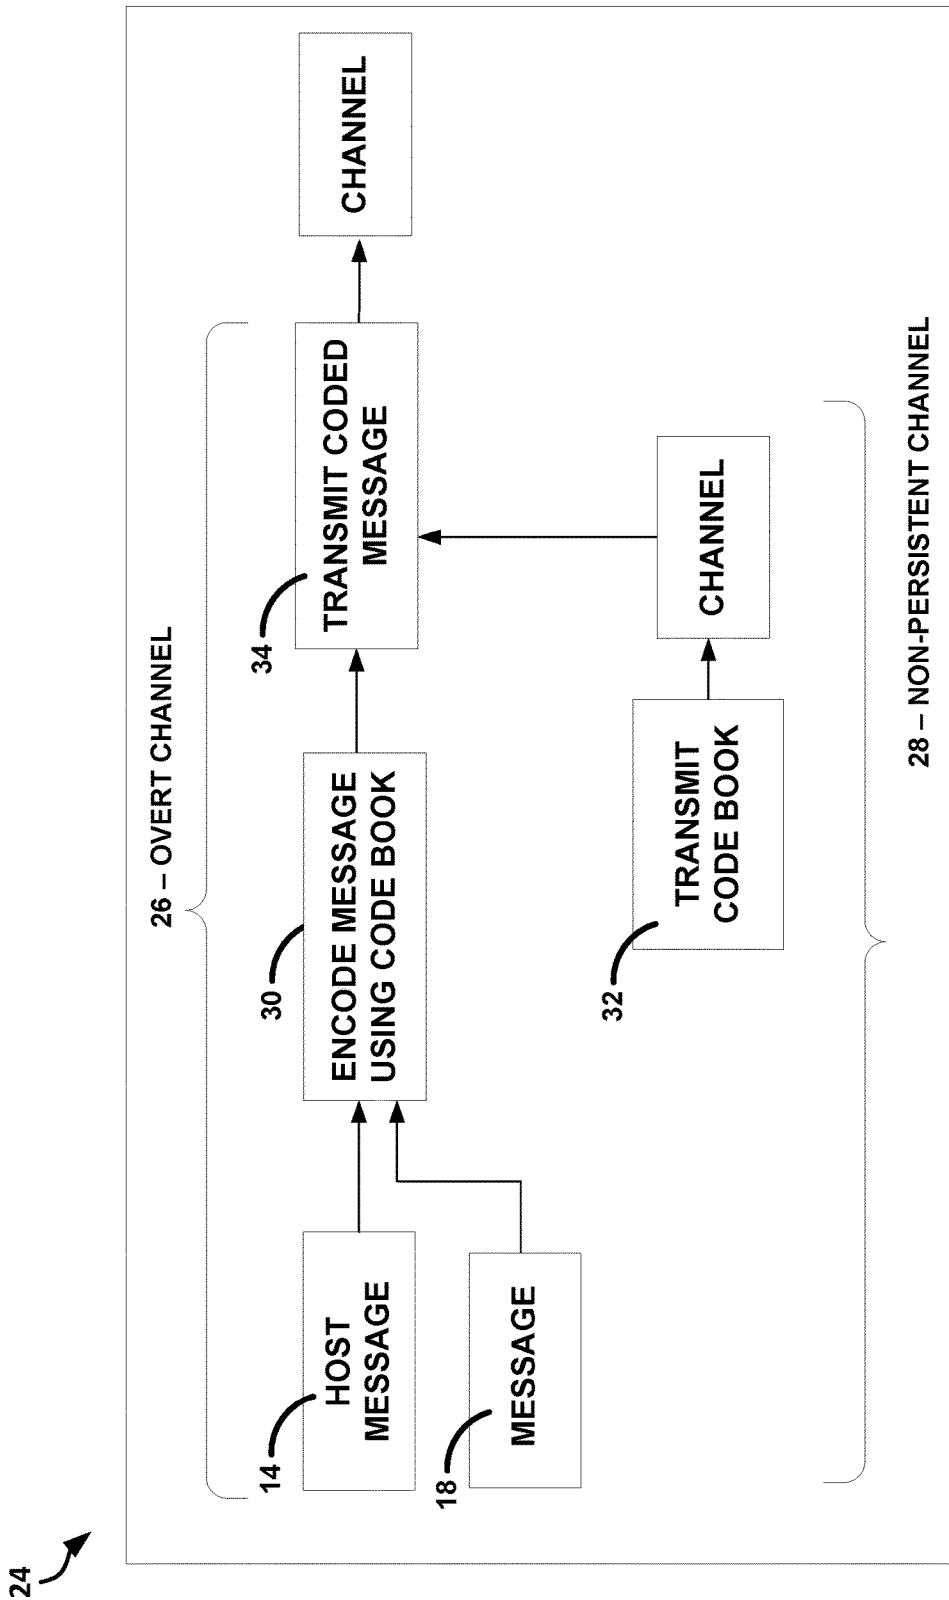 24
26 – OVERT CHANNEL
14
HOST
MESSAGE
30
ENCODE MESSAGE
USING CODE BOOK
34
TRANSMIT CODED
MESSAGE
CHANNEL
18
MESSAGE
32
TRANSMIT
CODE BOOK
CHANNEL
28 – NON-PERSISTENT CHANNEL